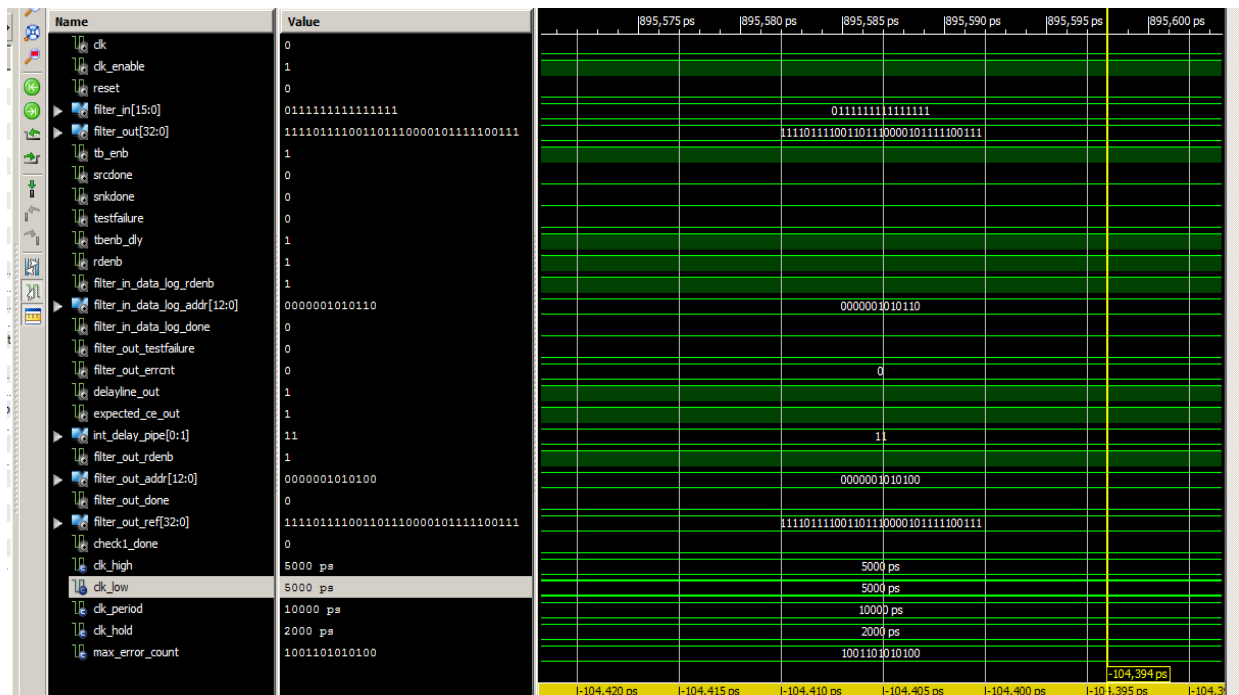 Name Value 895,575 ps 895,580 ps 895,585 ps 895,590 ps 895,595 ps 895,600 ps
clk 0
clk_enable 1
reset 0
filter_in[15:0] 0111111111111111 0111111111111111
filter_out[32:0] 111101111001101110000101111100111 111101111001101110000101111100111
tb_enb 1
srcdone 0
snkdone 0
testfailure 0
tbenb_dly 1
rdenb 1
filter_in_data_log_rdenb 1
filter_in_data_log_addr[12:0] 0000001010110 0000001010110
filter_in_data_log_done 0
filter_out_testfailure 0
filter_out_errcnt 0 0
delayline_out 1
expected_ce_out 1
int_delay_pipe[0:1] 11 11
filter_out_rdenb 1
filter_out_addr[12:0] 0000001010100 0000001010100
filter_out_done 0
filter_out_ref[32:0] 111101111001101110000101111100111 111101111001101110000101111100111
check1_done 0
clk_high 5000 ps 5000 ps
clk_low 5000 ps 5000 ps
clk_period 10000 ps 10000 ps
clk_hold 2000 ps 2000 ps
max_error_count 1001101010100 1001101010100
-104,394 ps
-104,420 ps -104,415 ps -104,410 ps -104,405 ps -104,400 ps -104,395 ps